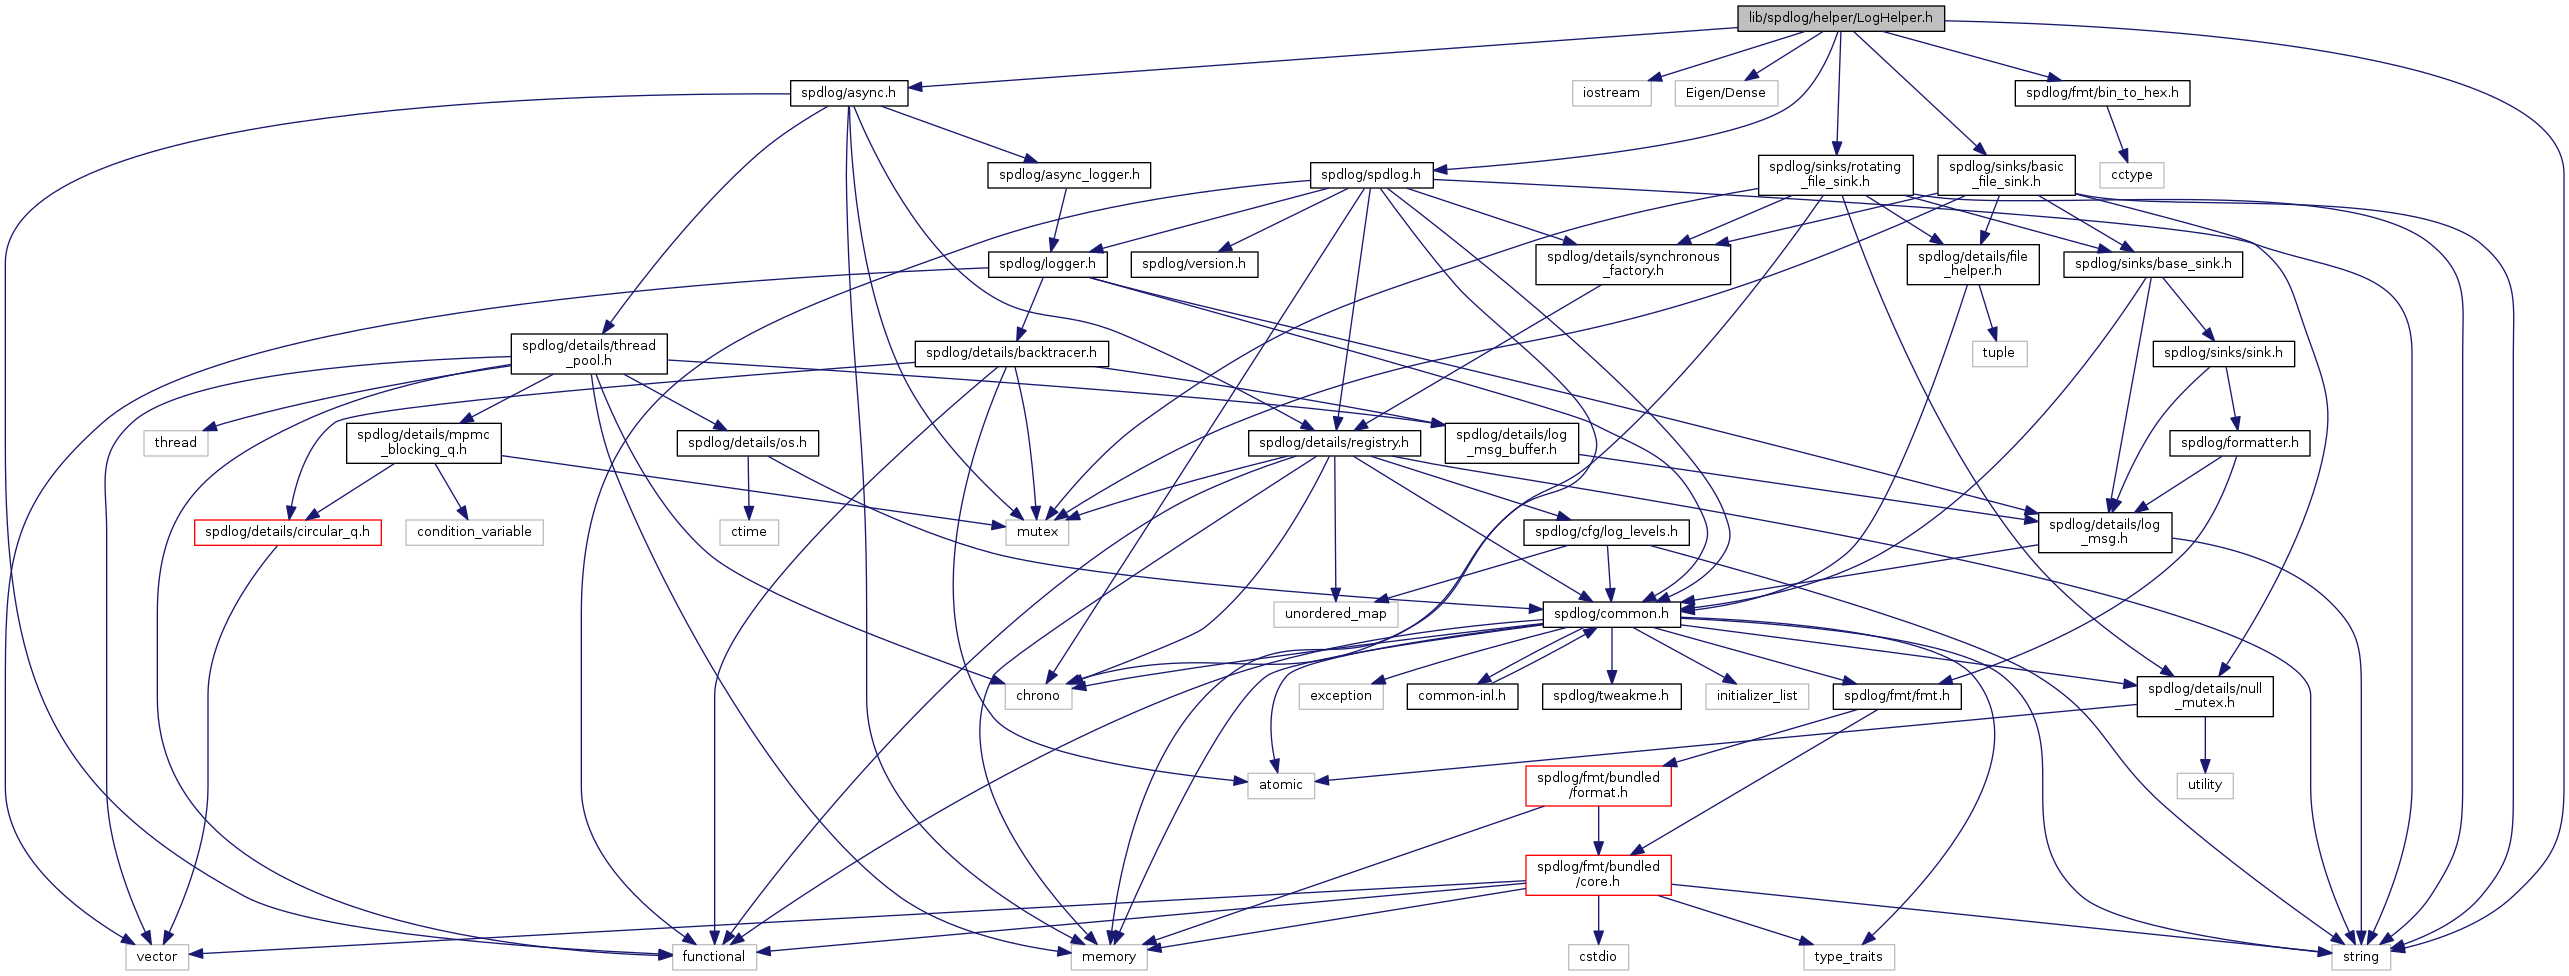 lib/spdlog/helper/LogHelper.h
spdlog/async.h
iostream
Eigen/Dense
spdlog/fmt/bin_to_hex.h
spdlog/async_logger.h
spdlog/spdlog.h
spdlog/sinks/rotating
_file_sink.h
spdlog/sinks/basic
_file_sink.h
cctype
spdlog/logger.h
spdlog/version.h
spdlog/details/synchronous
_factory.h
spdlog/details/file
_helper.h
spdlog/sinks/base_sink.h
spdlog/details/thread
_pool.h
spdlog/details/backtracer.h
tuple
spdlog/sinks/sink.h
thread
spdlog/details/mpmc
_blocking_q.h
spdlog/details/os.h
spdlog/details/registry.h
spdlog/details/log
_msg_buffer.h
spdlog/formatter.h
spdlog/details/circular_q.h
condition_variable
ctime
mutex
spdlog/cfg/log_levels.h
spdlog/details/log
_msg.h
unordered_map
spdlog/common.h
chrono
exception
common-inl.h
spdlog/tweakme.h
initializer_list
spdlog/fmt/fmt.h
spdlog/details/null
_mutex.h
atomic
spdlog/fmt/bundled
/format.h
utility
spdlog/fmt/bundled
/core.h
vector
functional
memory
cstdio
type_traits
string